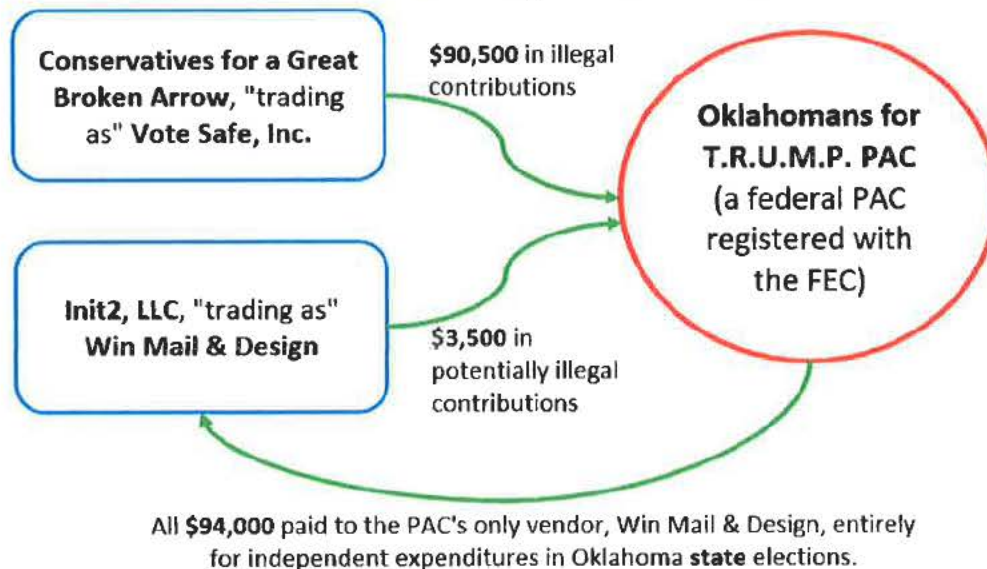 Conservatives for a Great
Broken Arrow, "trading
as" Vote Safe, Inc.
$90,500 in illegal
contributions
Oklahomans for
T.R.U.M.P. PAC
(a federal PAC
registered with
the FEC)
Init2, LLC, "trading as"
Win Mail & Design
$3,500 in
potentially illegal
contributions
All $94,000 paid to the PAC's only vendor, Win Mail & Design, entirely
for independent expenditures in Oklahoma state elections.